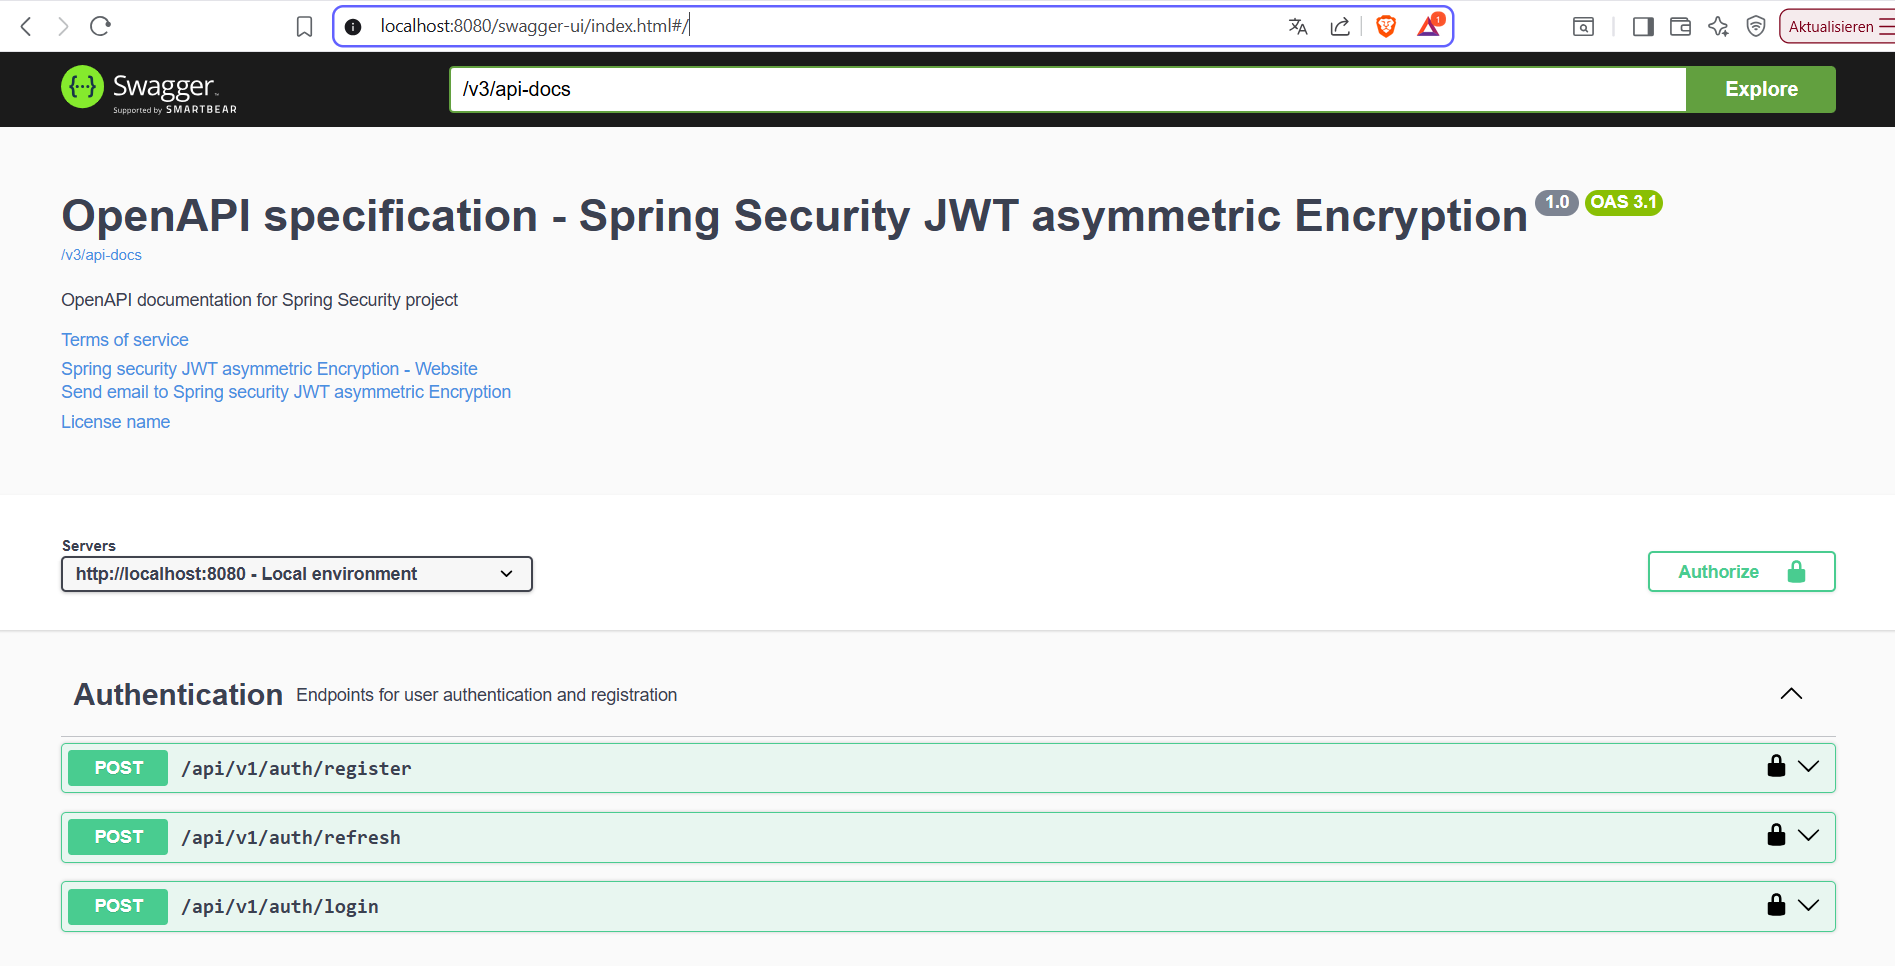 localhost:8080/swagger-ui/index.html#/
1
Aktualisieren
{···} Swagger™
Supported by SMARTBEAR
/v3/api-docs
Explore
OpenAPI specification - Spring Security JWT asymmetric Encryption 1.0 OAS 3.1
/v3/api-docs
OpenAPI documentation for Spring Security project
Terms of service
Spring security JWT asymmetric Encryption - Website
Send email to Spring security JWT asymmetric Encryption
License name
Servers
http://localhost:8080 - Local environment
Authorize
Authentication Endpoints for user authentication and registration
POST /api/v1/auth/register
POST /api/v1/auth/refresh
POST /api/v1/auth/login